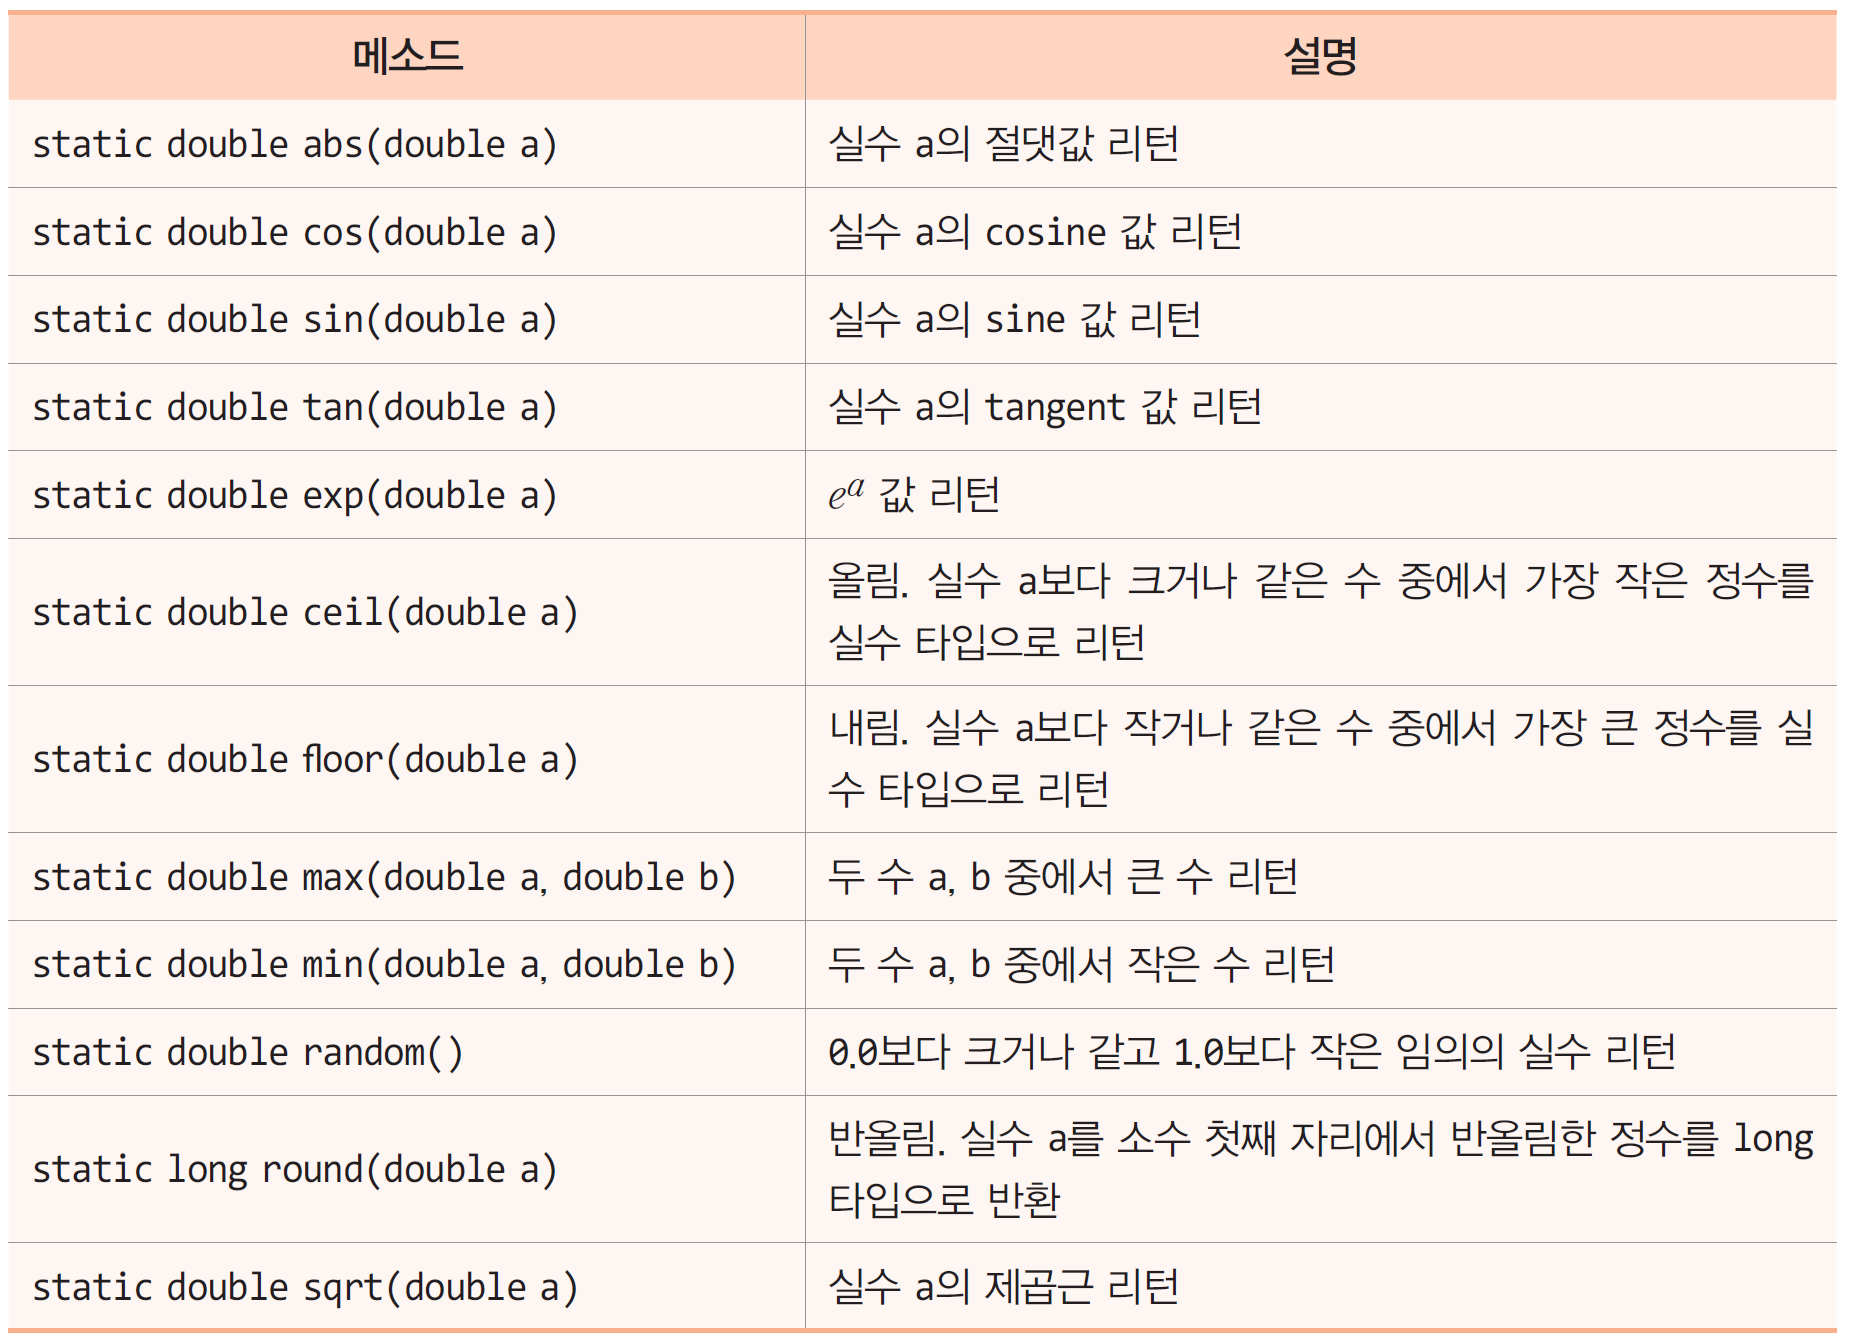 메소드 설명
static double abs(double a) 실수 a의 절댓값 리턴
static double cos(double a) 실수 a의 cosine 값 리턴
static double sin(double a) 실수 a의 sine 값 리턴
static double tan(double a) 실수 a의 tangent 값 리턴
static double exp(double a) eᵃ 값 리턴
static double ceil(double a) 올림. 실수 a보다 크거나 같은 수 중에서 가장 작은 정수를
실수 타입으로 리턴
static double floor(double a) 내림. 실수 a보다 작거나 같은 수 중에서 가장 큰 정수를 실
수 타입으로 리턴
static double max(double a, double b) 두 수 a, b 중에서 큰 수 리턴
static double min(double a, double b) 두 수 a, b 중에서 작은 수 리턴
static double random() 0.0보다 크거나 같고 1.0보다 작은 임의의 실수 리턴
static long round(double a) 반올림. 실수 a를 소수 첫째 자리에서 반올림한 정수를 long
타입으로 반환
static double sqrt(double a) 실수 a의 제곱근 리턴